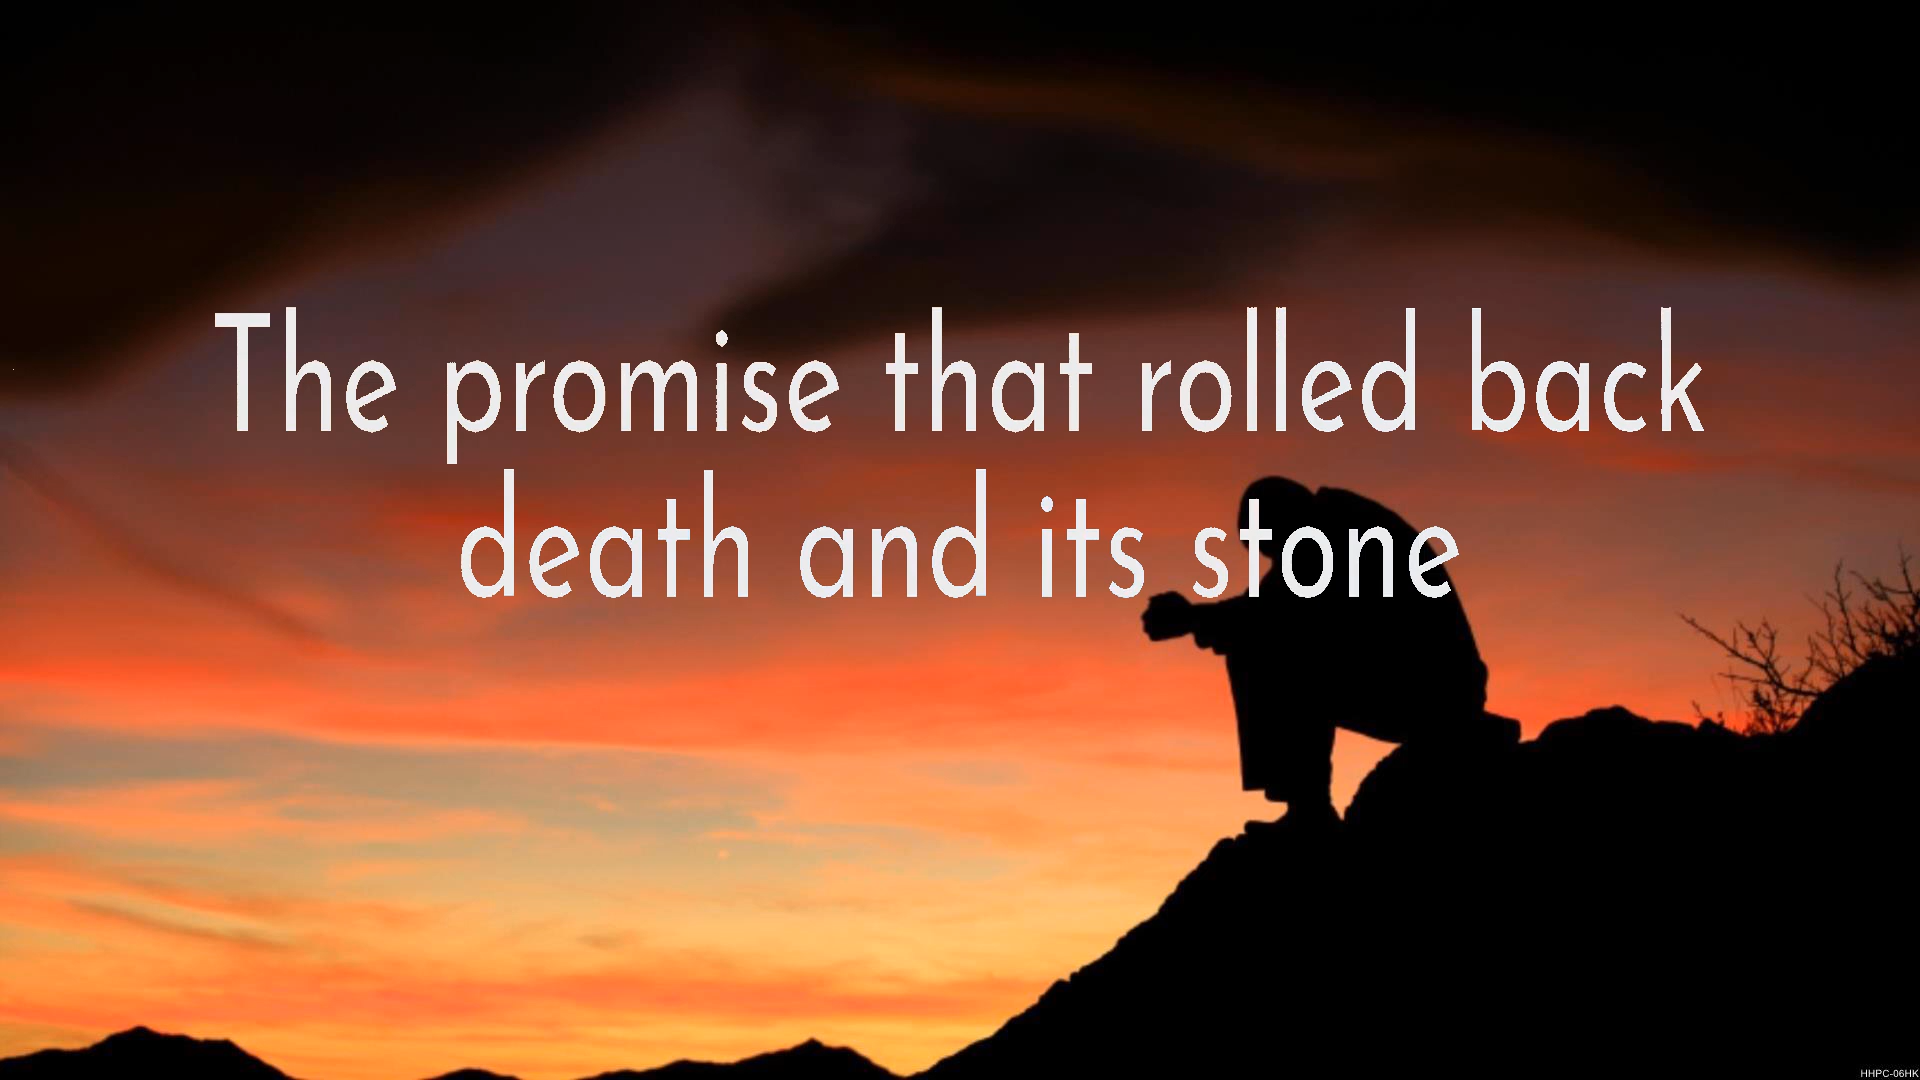 The promise that rolled back
death and its stone
HHPC-06HK